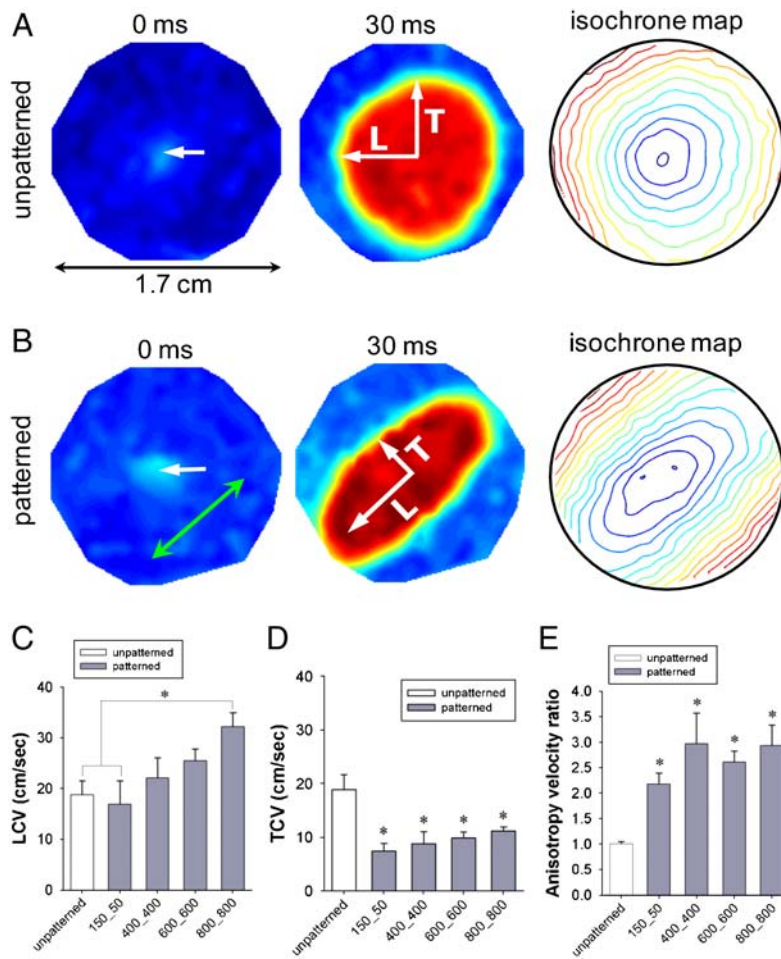 A
0 ms
30 ms
isochrone map
unpatterned
L
T
1.7 cm
B
0 ms
30 ms
isochrone map
patterned
T
L
C
unpatterned
patterned
LCV (cm/sec)
40
30
20
10
0
*
unpatterned
150_50
400_400
600_600
800_800
D
unpatterned
patterned
TCV (cm/sec)
40
30
20
10
0
* * * *
unpatterned
150_50
400_400
600_600
800_800
E
unpatterned
patterned
Anisotropy velocity ratio
4.0
3.5
3.0
2.5
2.0
1.5
1.0
0.5
0.0
* * * *
unpatterned
150_50
400_400
600_600
800_800